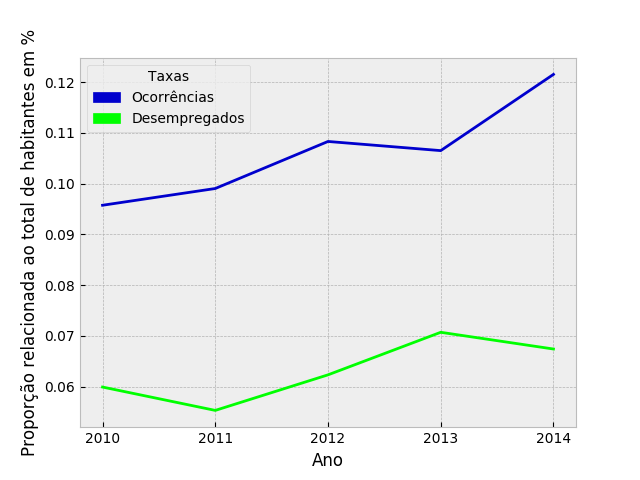 Proporção relacionada ao total de habitantes em %
Taxas
Ocorrências
Desempregados
0.12
0.11
0.10
0.09
0.08
0.07
0.06
2010 2011 2012 2013 2014
Ano